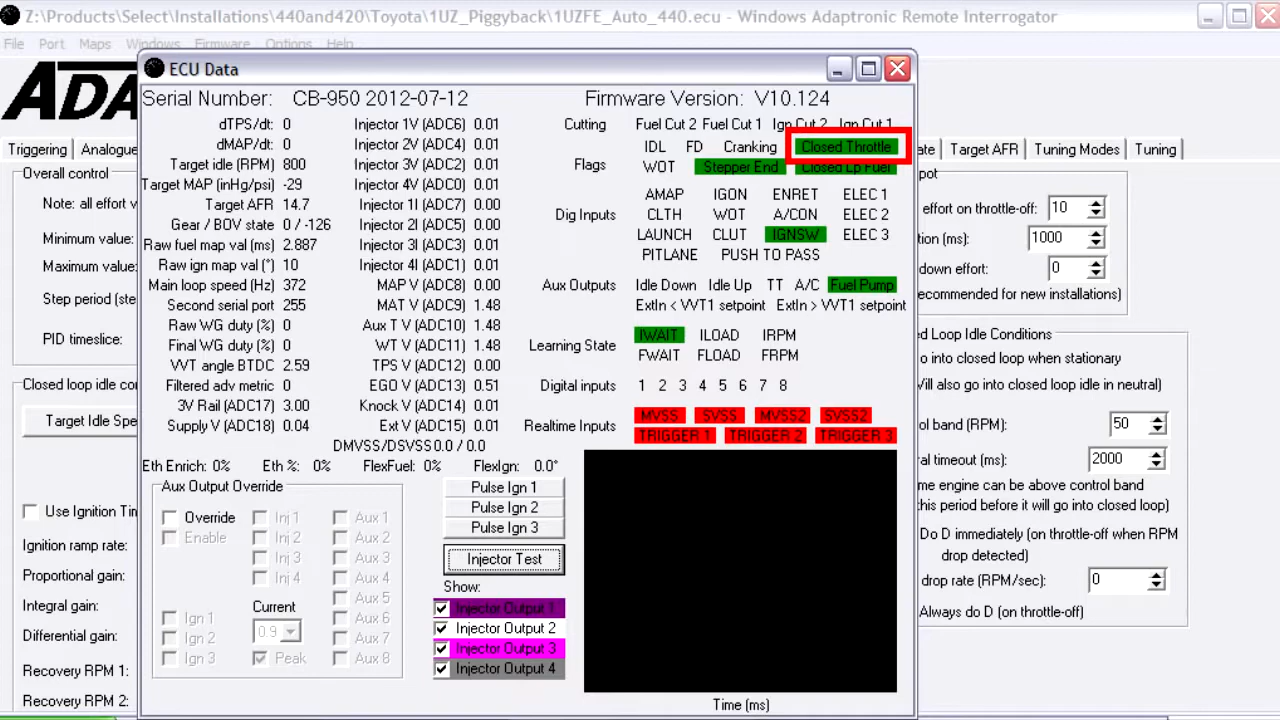 Z:\Products\Select\Installations\440and420\Toyota\1UZ_Piggyback\1UZFE_Auto_440.ecu - Windows Adaptronic Remote Interrogator
File Port Maps Windows Firmware Options Help
ADA
ECU Data
Serial Number: CB-950 2012-07-12 Firmware Version: V10.124
dTPS/dt: 0 Injector 1V (ADC6) 0.01 Cutting Fuel Cut 2 Fuel Cut 1 Ign Cut 2 Ign Cut 1
dMAP/dt: 0 Injector 2V (ADC4) 0.01 IDL FD Cranking Closed Throttle
Triggering Analogue Target AFR Tuning Modes Tuning
Target idle (RPM) 800 Injector 3V (ADC2) 0.01 Flags WOT Stepper End Closed Lp Fuel
Overall control
Target MAP (inHg/psi) -29 Injector 4V (ADC0) 0.01 AMAP IGON ENRET ELEC 1
Note: all effort v Target AFR 14.7 Injector 1I (ADC7) 0.00 Dig Inputs CLTH WOT A/CON ELEC 2 effort on throttle-off: 10
Gear / BOV state 0 / -126 Injector 2I (ADC5) 0.00 LAUNCH CLUT IGNSW ELEC 3
Minimum value: Raw fuel map val (ms) 2.887 Injector 3I (ADC3) 0.01 PITLANE PUSH TO PASS tion (ms): 1000
Maximum value: Raw ign map val (°) 10 Injector 4I (ADC1) 0.01 down effort: 0
Main loop speed (Hz) 372 MAP V (ADC8) 0.01 Aux Outputs Idle Down Idle Up TT A/C Fuel Pump
Step period (ste Second serial port 255 MAT V (ADC9) 1.48 ExtIn < VVT1 setpoint ExtIn > VVT1 setpoint ecommended for new installations)
Raw WG duty (%) 0 Aux T V (ADC10) 1.48 IWAIT ILOAD IRPM
PID timeslice: Final WG duty (%) 0 WT V (ADC11) 1.48 Learning State FWAIT FLOAD FRPM ed Loop Idle Conditions
VVT angle BTDC 2.59 TPS V (ADC12) 0.00 o into closed loop when stationary
Closed loop idle co Filtered adv metric 0 EGO V (ADC13) 0.51 Digital inputs 1 2 3 4 5 6 7 8 ill also go into closed loop idle in neutral)
3V Rail (ADC17) 3.00 Knock V (ADC14) 0.01 MVSS SVSS MVSS2 SVSS2
Target Idle Spe Supply V (ADC18) 0.04 Ext V (ADC15) 0.01 Realtime Inputs TRIGGER 1 TRIGGER 2 TRIGGER 3 ol band (RPM): 50
DMVSS/DSVSS 0.0 / 0.0
Eth Enrich: 0% Eth %: 0% FlexFuel: 0% FlexIgn: 0.0° al timeout (ms): 2000
Aux Output Override Pulse Ign 1 me engine can be above control band
Use Ignition Tin Override Inj 1 Aux 1 Pulse Ign 2 his period before it will go into closed loop)
Enable Inj 2 Aux 2 Pulse Ign 3 Do D immediately (on throttle-off when RPM
Ignition ramp rate: Inj 3 Aux 3 Injector Test drop detected)
Proportional gain: Inj 4 Aux 4 Show: drop rate (RPM/sec): 0
Integral gain: Current Aux 5 Injector Output 1 Always do D (on throttle-off)
Ign 1 Aux 6
Differential gain: Ign 2 0.9 Aux 7 Injector Output 2
Ign 3 Peak Aux 8 Injector Output 3
Recovery RPM 1: Injector Output 4
Recovery RPM 2: Time (ms)